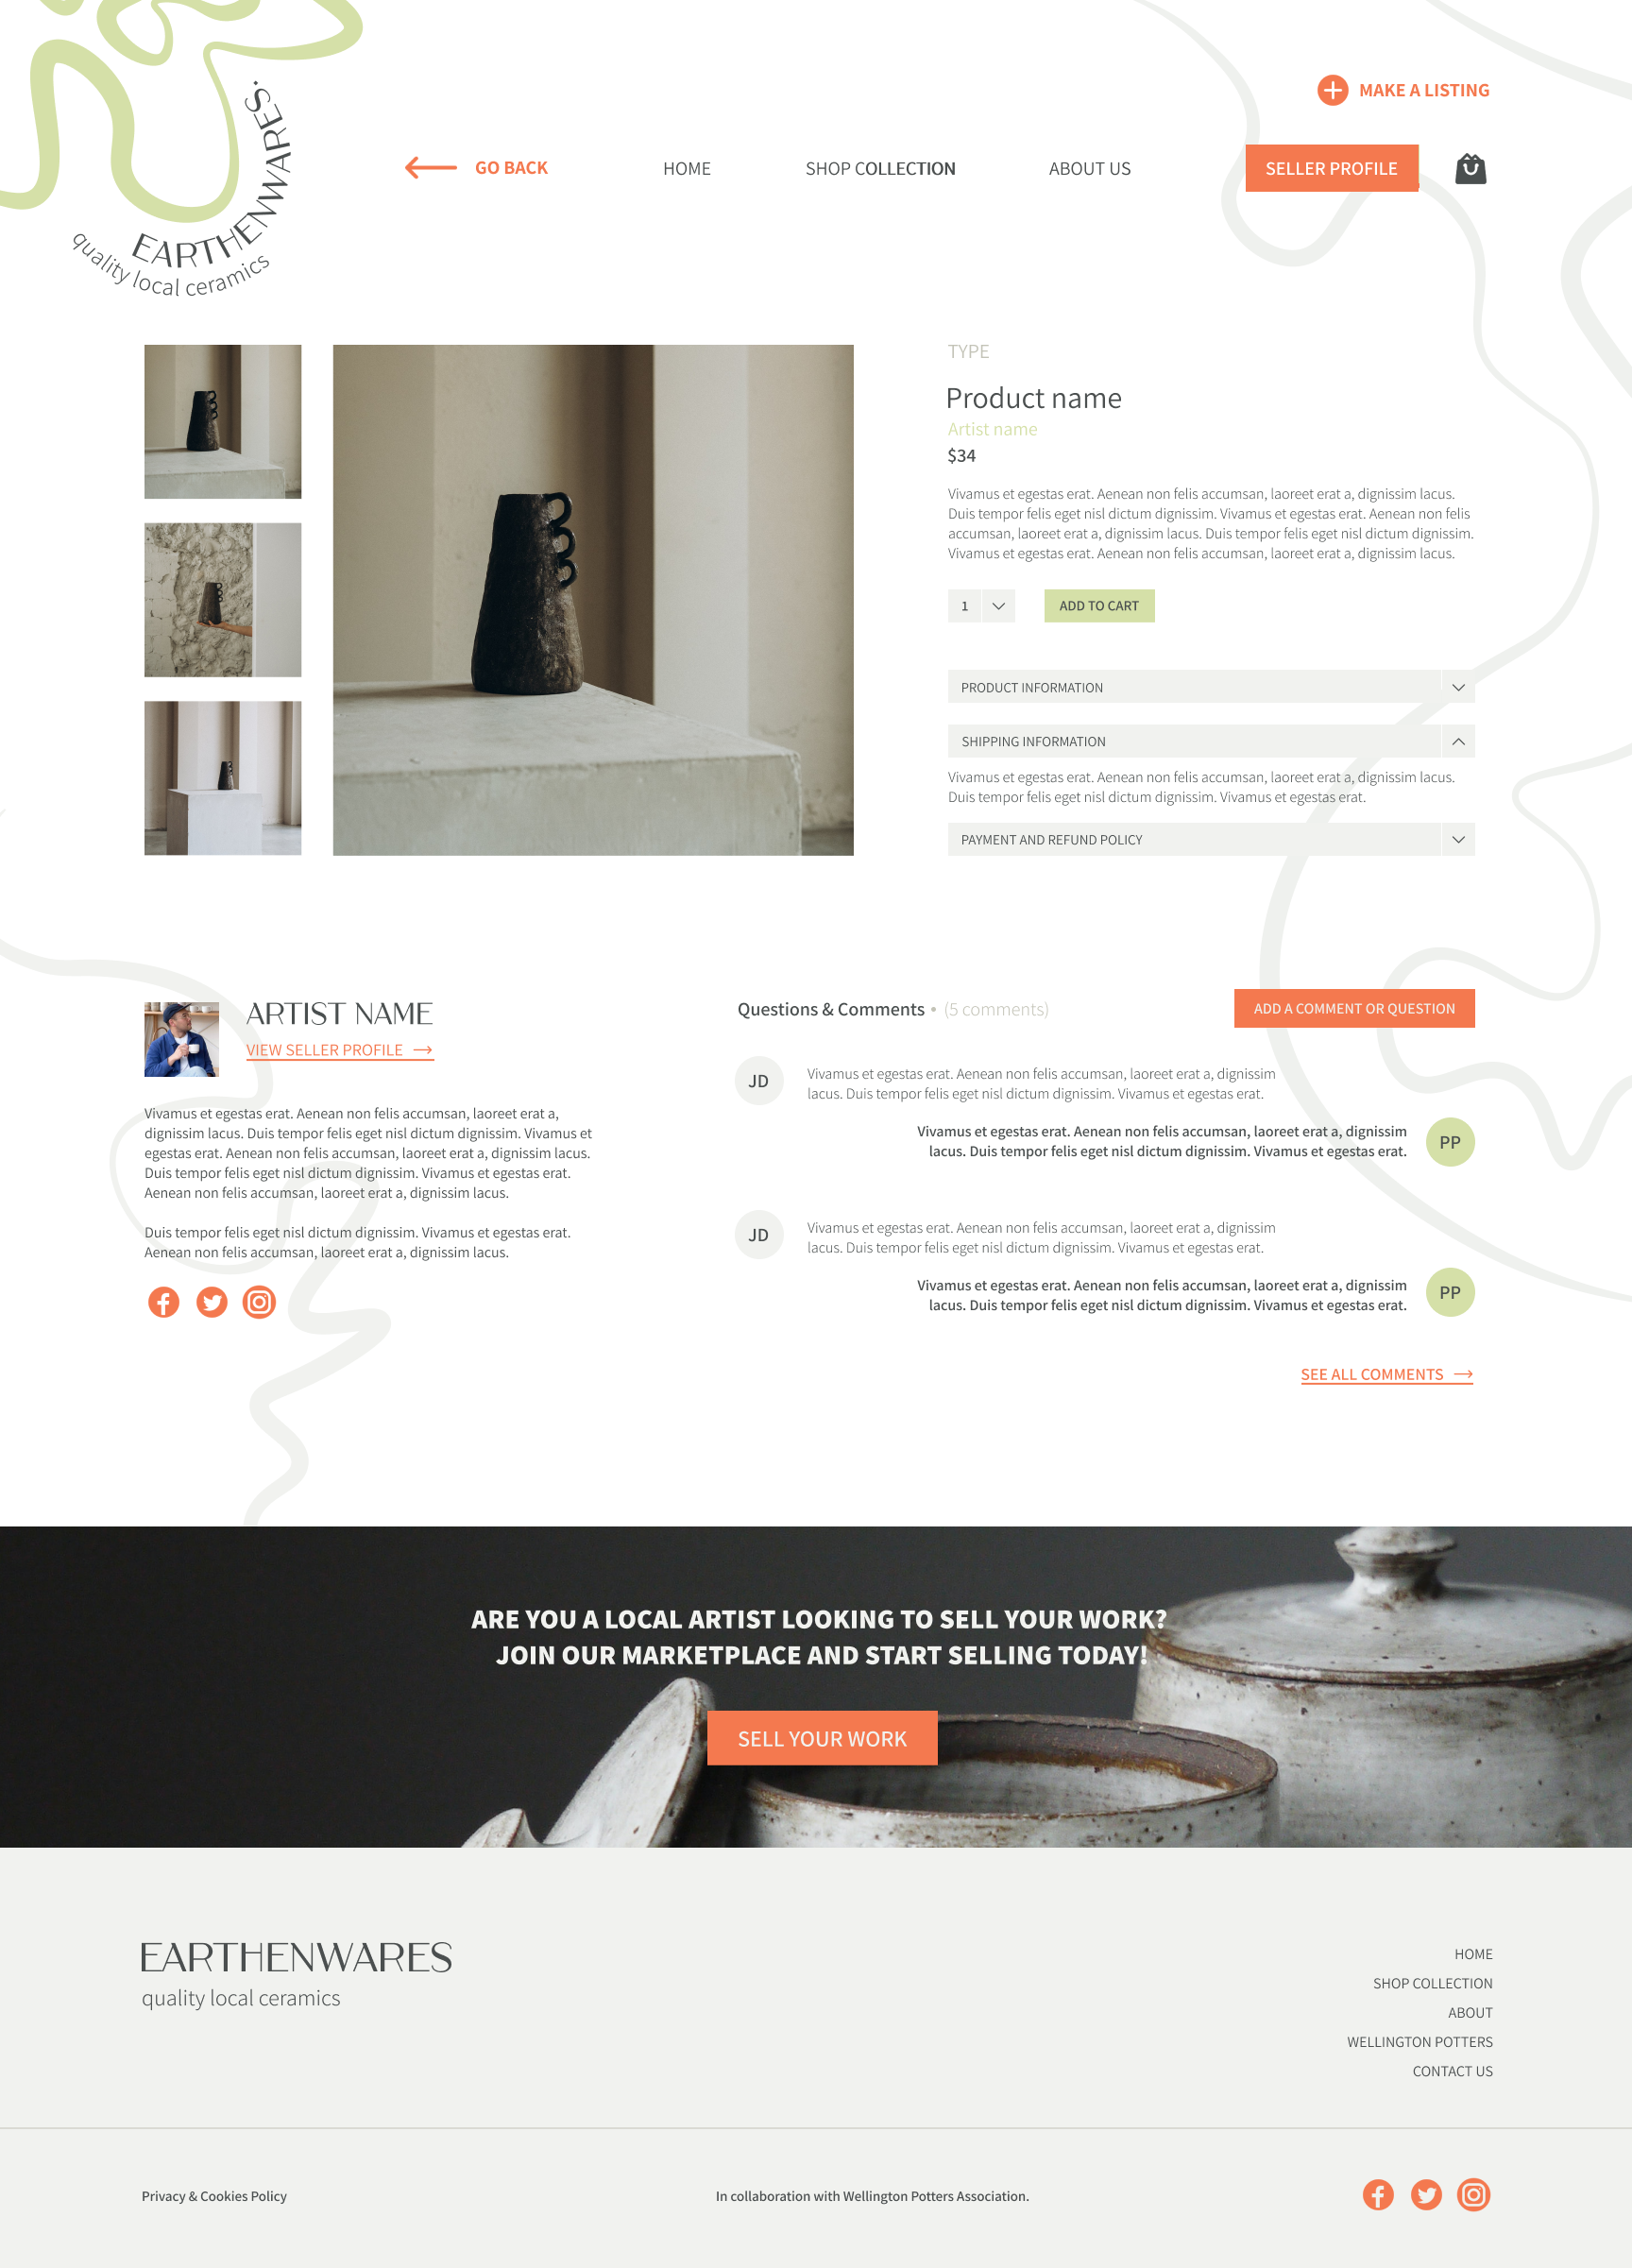 EARTHENWARES.
quality local ceramics
MAKE A LISTING
GO BACK
HOME
SHOP COLLECTION
ABOUT US
SELLER PROFILE
TYPE
Product name
Artist name
$34
Vivamus et egestas erat. Aenean non felis accumsan, laoreet erat a, dignissim lacus.
Duis tempor felis eget nisl dictum dignissim. Vivamus et egestas erat. Aenean non felis
accumsan, laoreet erat a, dignissim lacus. Duis tempor felis eget nisl dictum dignissim.
Vivamus et egestas erat. Aenean non felis accumsan, laoreet erat a, dignissim lacus.
1
ADD TO CART
PRODUCT INFORMATION
SHIPPING INFORMATION
Vivamus et egestas erat. Aenean non felis accumsan, laoreet erat a, dignissim lacus.
Duis tempor felis eget nisl dictum dignissim. Vivamus et egestas erat.
PAYMENT AND REFUND POLICY
ARTIST NAME
VIEW SELLER PROFILE
Vivamus et egestas erat. Aenean non felis accumsan, laoreet erat a,
dignissim lacus. Duis tempor felis eget nisl dictum dignissim. Vivamus et
egestas erat. Aenean non felis accumsan, laoreet erat a, dignissim lacus.
Duis tempor felis eget nisl dictum dignissim. Vivamus et egestas erat.
Aenean non felis accumsan, laoreet erat a, dignissim lacus.
Duis tempor felis eget nisl dictum dignissim. Vivamus et egestas erat.
Aenean non felis accumsan, laoreet erat a, dignissim lacus.
Questions & Comments • (5 comments)
ADD A COMMENT OR QUESTION
JD
Vivamus et egestas erat. Aenean non felis accumsan, laoreet erat a, dignissim
lacus. Duis tempor felis eget nisl dictum dignissim. Vivamus et egestas erat.
Vivamus et egestas erat. Aenean non felis accumsan, laoreet erat a, dignissim
lacus. Duis tempor felis eget nisl dictum dignissim. Vivamus et egestas erat.
PP
JD
Vivamus et egestas erat. Aenean non felis accumsan, laoreet erat a, dignissim
lacus. Duis tempor felis eget nisl dictum dignissim. Vivamus et egestas erat.
Vivamus et egestas erat. Aenean non felis accumsan, laoreet erat a, dignissim
lacus. Duis tempor felis eget nisl dictum dignissim. Vivamus et egestas erat.
PP
SEE ALL COMMENTS
ARE YOU A LOCAL ARTIST LOOKING TO SELL YOUR WORK?
JOIN OUR MARKETPLACE AND START SELLING TODAY!
SELL YOUR WORK
EARTHENWARES
quality local ceramics
HOME
SHOP COLLECTION
ABOUT
WELLINGTON POTTERS
CONTACT US
Privacy & Cookies Policy
In collaboration with Wellington Potters Association.